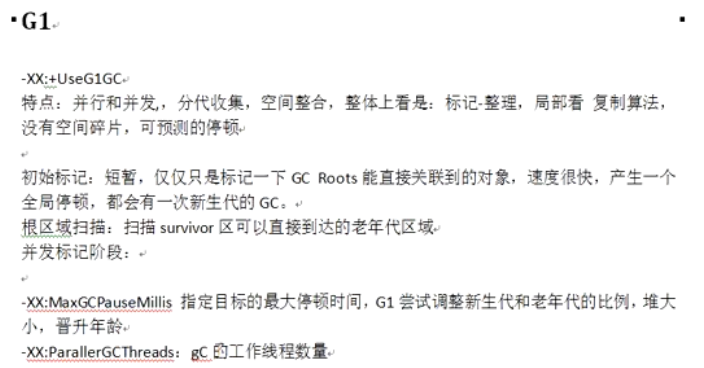 G1
-XX:+UseG1GC
特点：并行和并发,，分代收集，空间整合，整体上看是：标记-整理，局部看 复制算法，
没有空间碎片，可预测的停顿
初始标记：短暂，仅仅只是标记一下 GC Roots 能直接关联到的对象，速度很快，产生一个
全局停顿，都会有一次新生代的 GC。
根区域扫描：扫描 survivor 区可以直接到达的老年代区域
并发标记阶段：
-XX:MaxGCPauseMillis 指定目标的最大停顿时间，G1 尝试调整新生代和老年代的比例，堆大
小，晋升年龄
-XX:ParallerGCThreads：gC 的工作线程数量